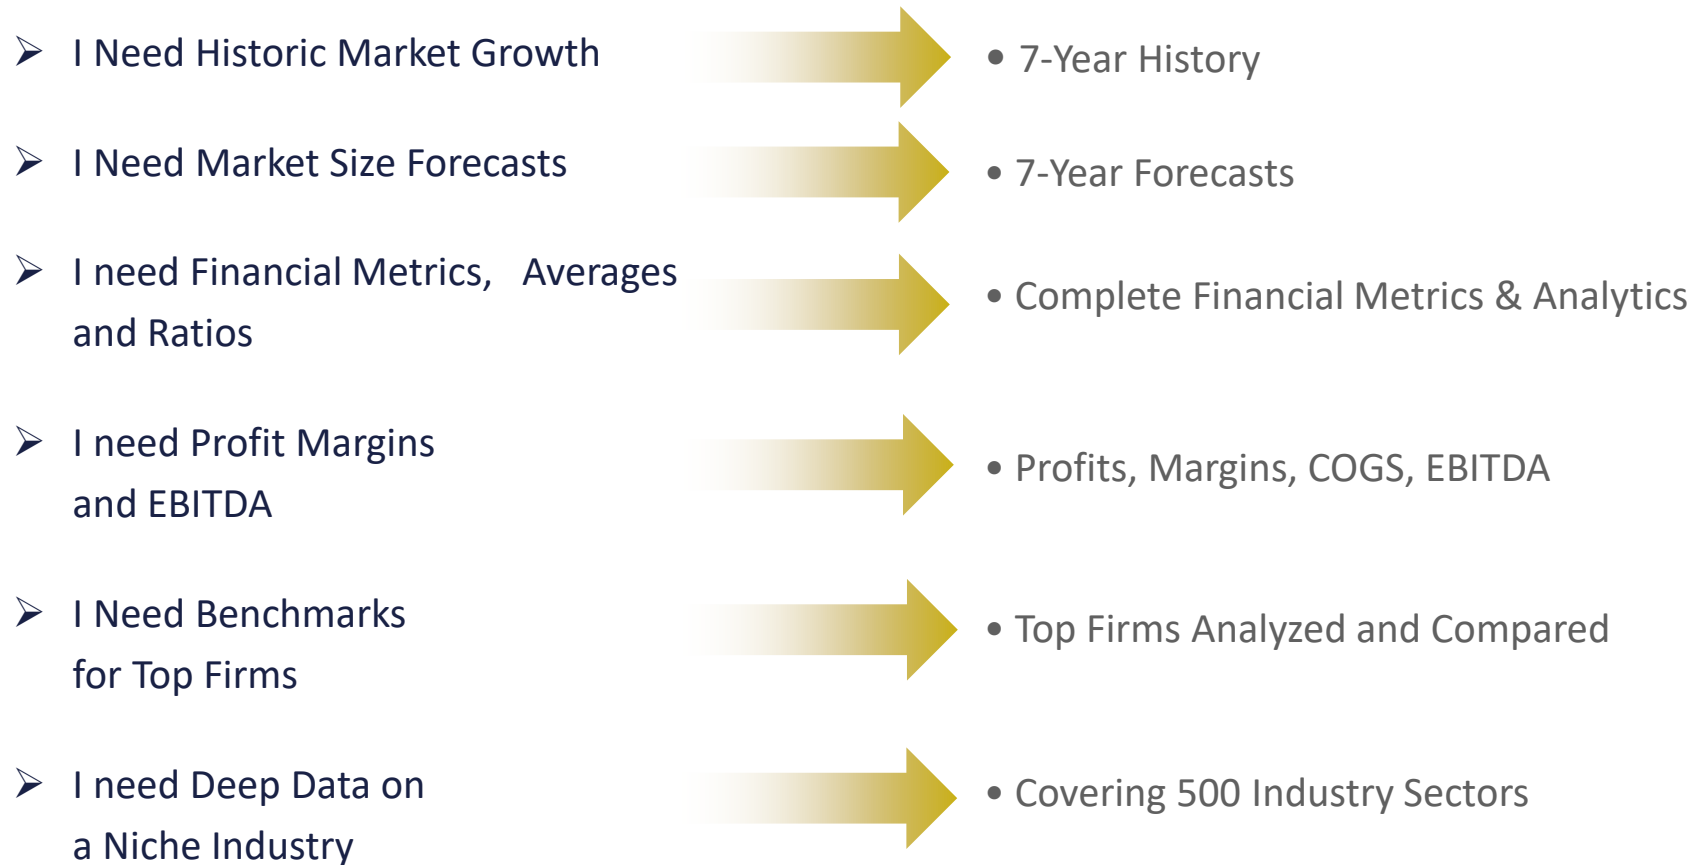 ➢ I Need Historic Market Growth
• 7-Year History
➢ I Need Market Size Forecasts
• 7-Year Forecasts
➢ I need Financial Metrics,   Averages
and Ratios
• Complete Financial Metrics & Analytics
➢ I need Profit Margins
and EBITDA
• Profits, Margins, COGS, EBITDA
➢ I Need Benchmarks
for Top Firms
• Top Firms Analyzed and Compared
➢ I need Deep Data on
a Niche Industry
• Covering 500 Industry Sectors